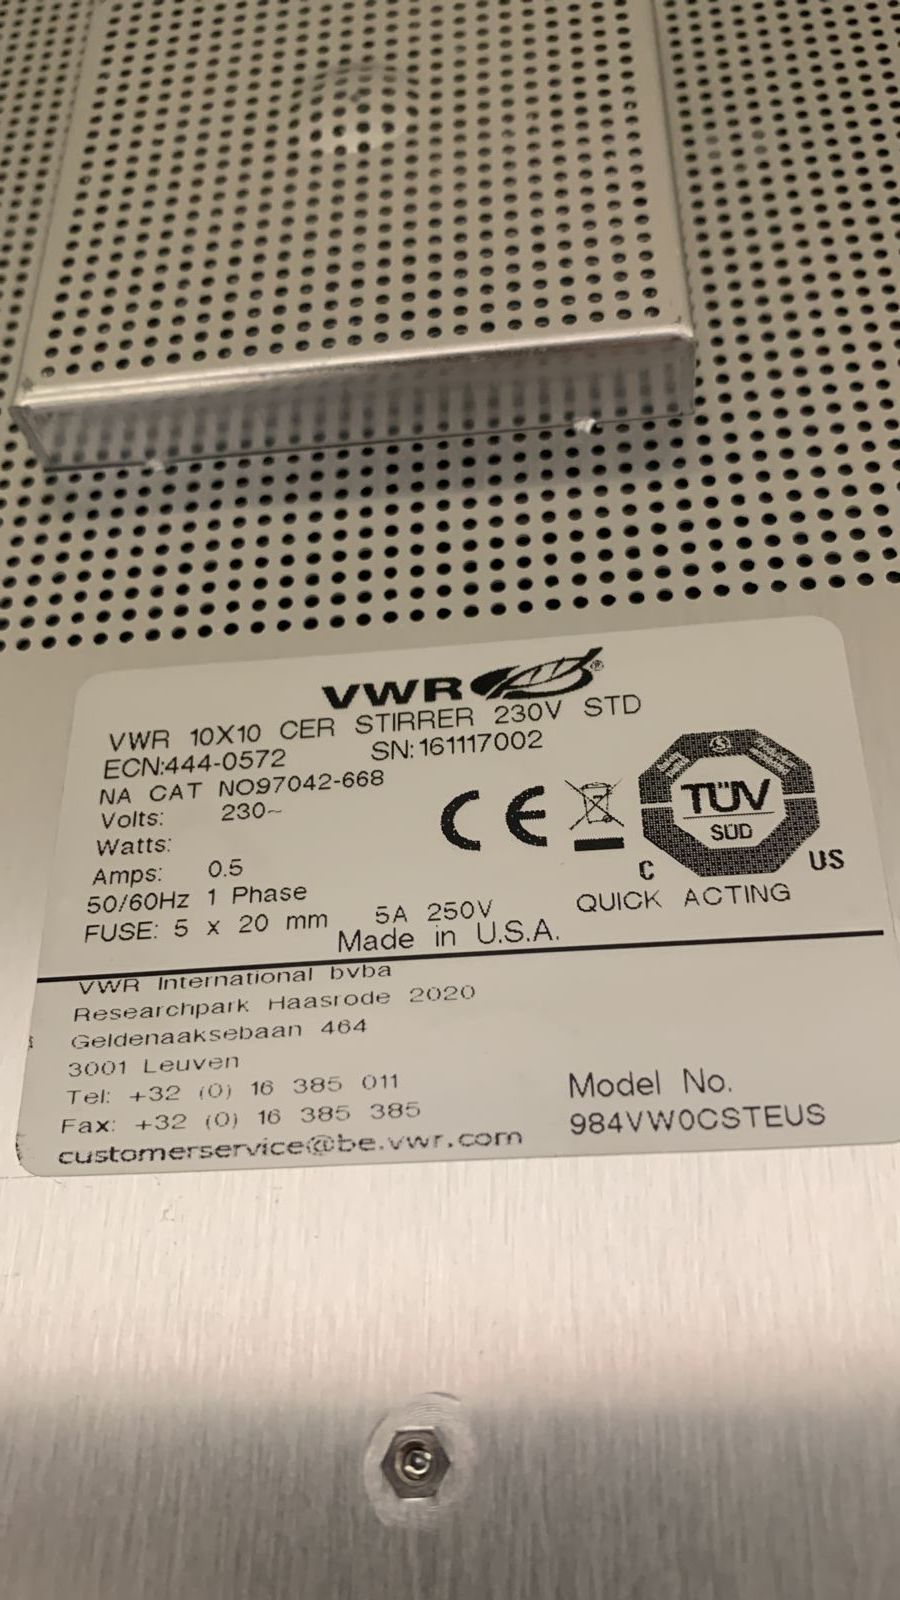 VWR®
VWR 10X10 CER STIRRER 230V STD
ECN:444-0572 SN:161117002
NA CAT NO97042-668
Volts: 230~
Watts:
Amps: 0.5
50/60Hz 1 Phase
FUSE: 5 x 20 mm 5A 250V QUICK ACTING
Made in U.S.A.
CE
TÜV
SÜD
C US
VWR International bvba
Researchpark Haasrode 2020
Geldenaaksebaan 464
3001 Leuven
Tel: +32 (0) 16 385 011
Fax: +32 (0) 16 385 385
customerservice@be.vwr.com
Model No.
984VW0CSTEUS